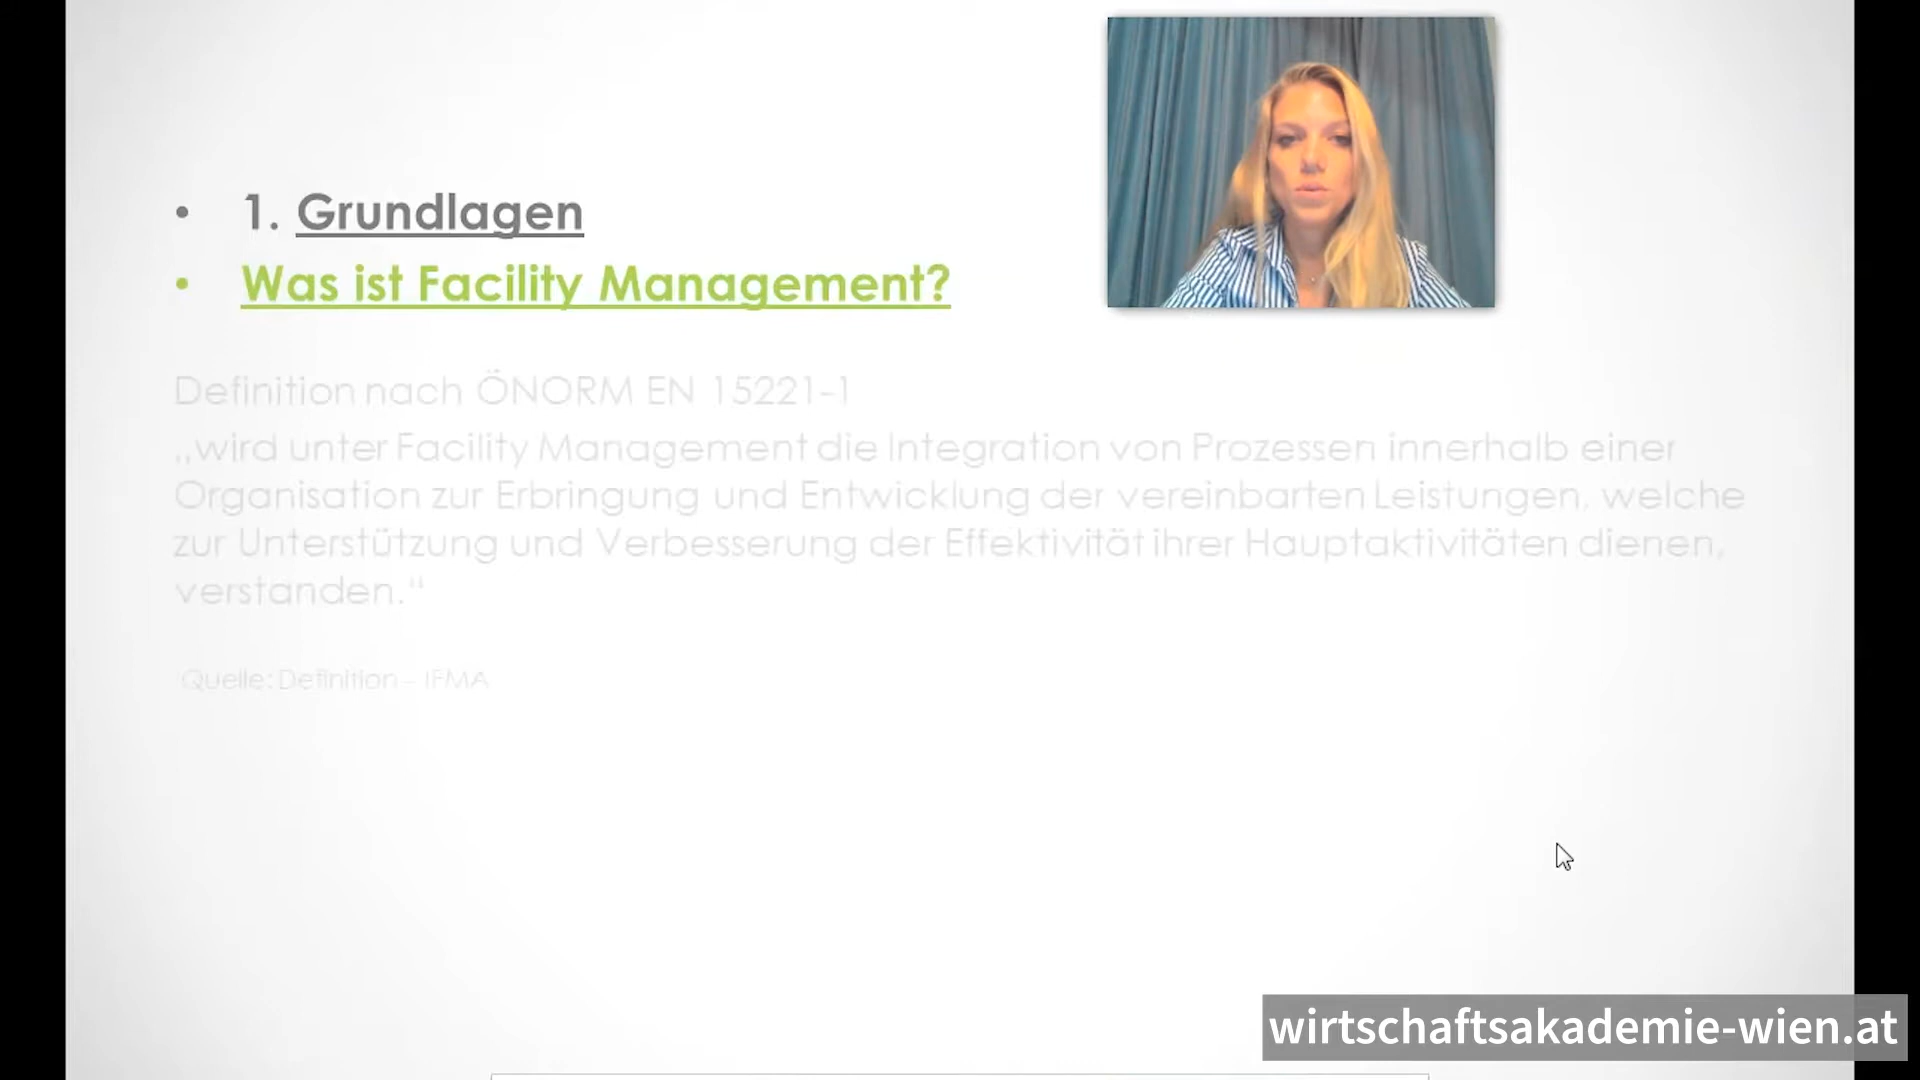 • 1. Grundlagen
• Was ist Facility Management?
Definition nach ÖNORM EN 15221-1
„wird unter Facility Management die Integration von Prozessen innerhalb einer
Organisation zur Erbringung und Entwicklung der vereinbarten Leistungen, welche
zur Unterstützung und Verbesserung der Effektivität ihrer Hauptaktivitäten dienen,
verstanden.“
Quelle: Definition – IFMA
wirtschaftsakademie-wien.at